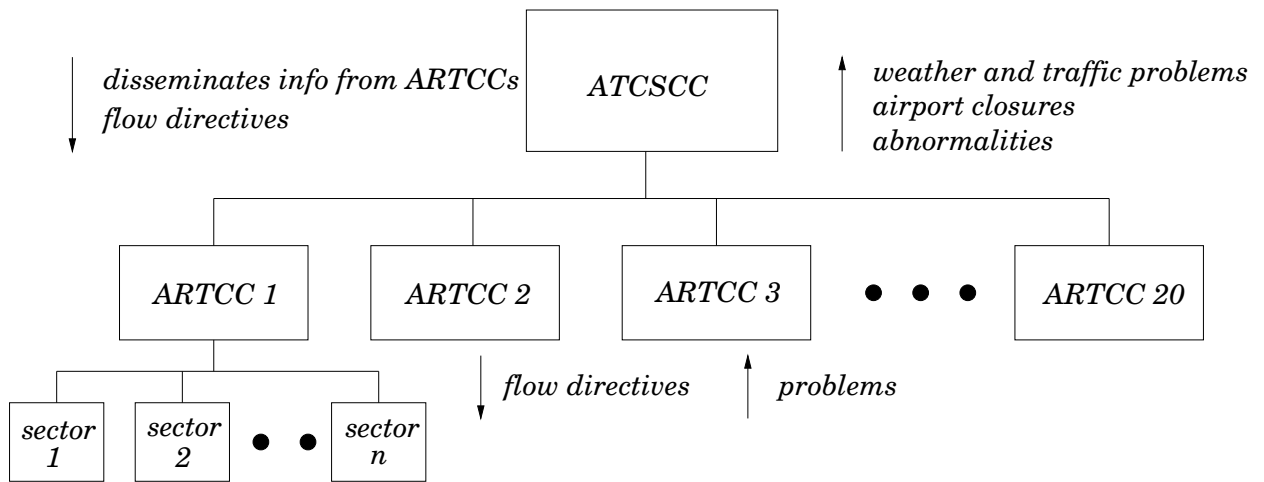 disseminates info from ARTCCs
flow directives
ATCSCC
weather and traffic problems
airport closures
abnormalities
ARTCC 1
ARTCC 2
ARTCC 3
ARTCC 20
flow directives
problems
sector
1
sector
2
sector
n